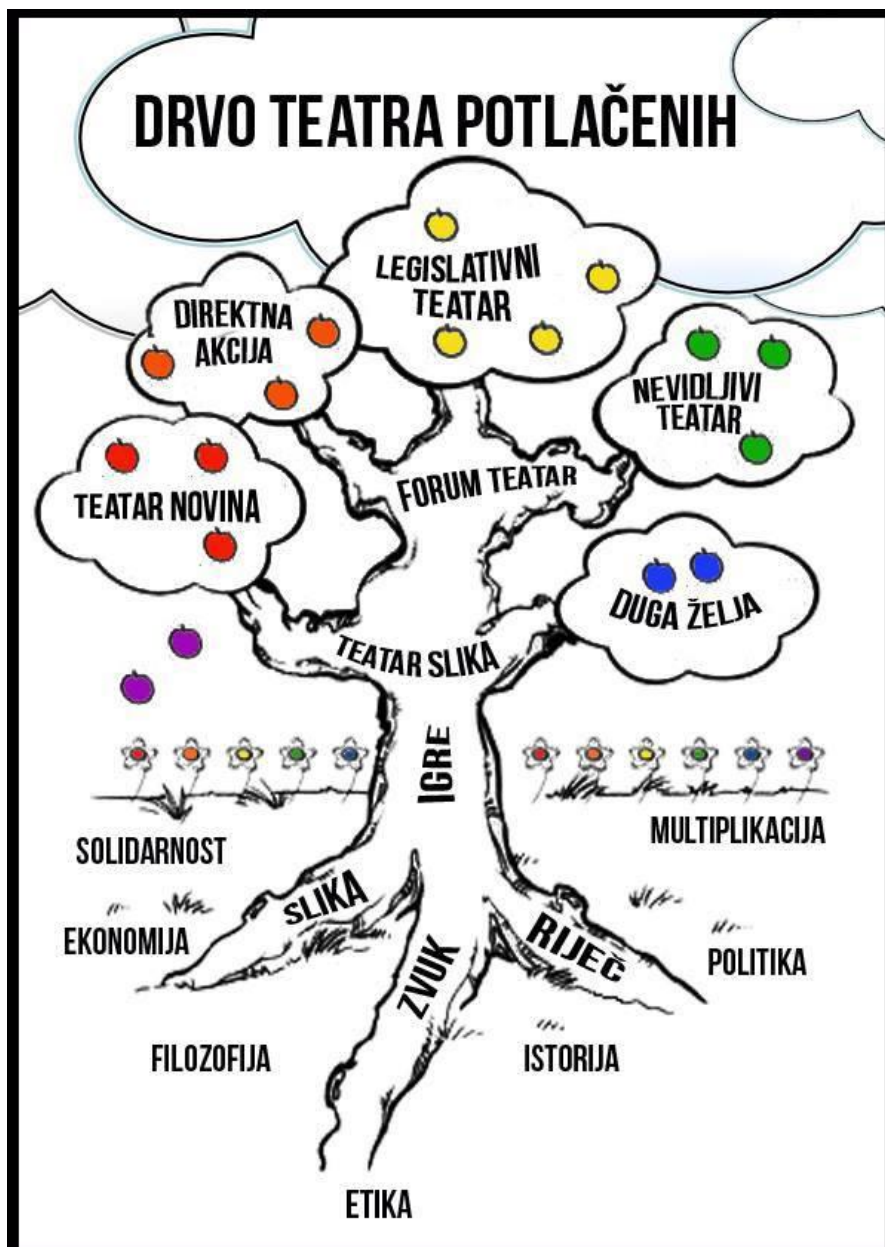 DRVO TEATRA POTLAČENIH
LEGISLATIVNI
TEATAR
DIREKTNA
AKCIJA
NEVIDLJIVI
TEATAR
TEATAR NOVINA
FORUM TEATAR
DUGA ŽELJA
TEATAR SLIKA
IGRE
SOLIDARNOST
MULTIPLIKACIJA
EKONOMIJA
SLIKA
ZVUK
RIJEČ
POLITIKA
FILOZOFIJA
ISTORIJA
ETIKA